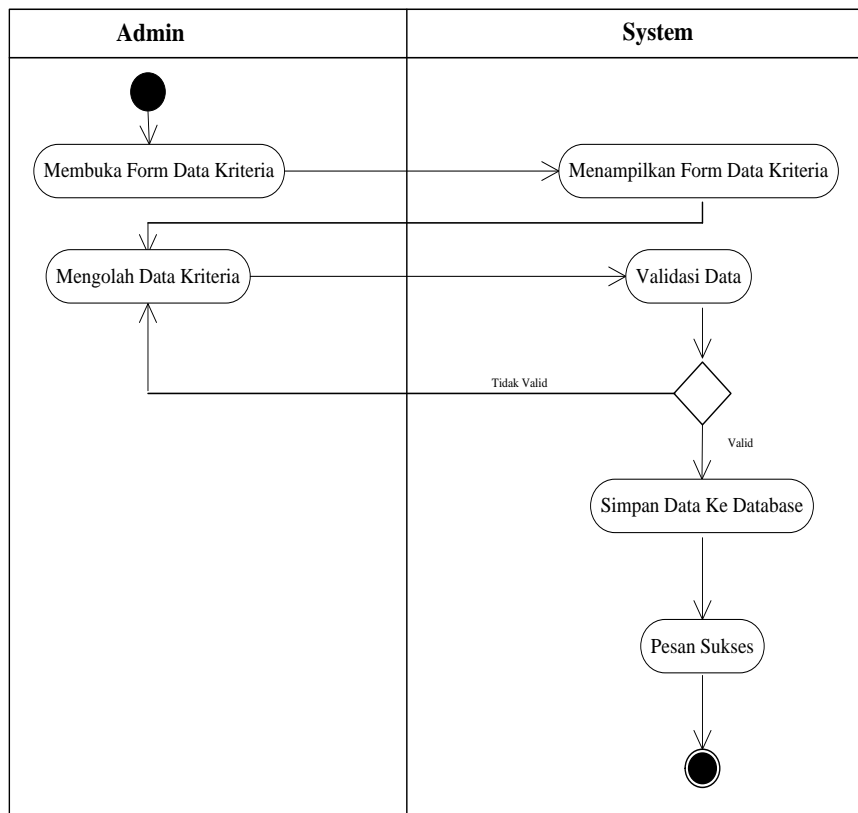 Admin
System
Membuka Form Data Kriteria
Menampilkan Form Data Kriteria
Mengolah Data Kriteria
Validasi Data
Tidak Valid
Valid
Simpan Data Ke Database
Pesan Sukses